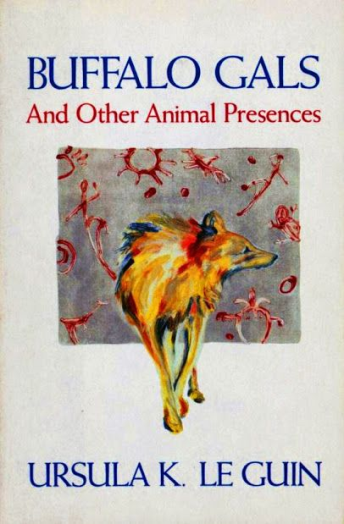 BUFFALO GALS
And Other Animal Presences
URSULA K. LE GUIN